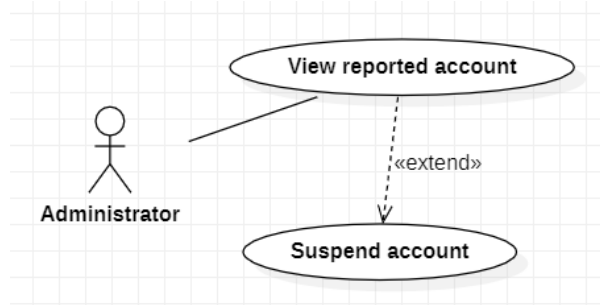 View reported account
«extend»
Administrator
Suspend account